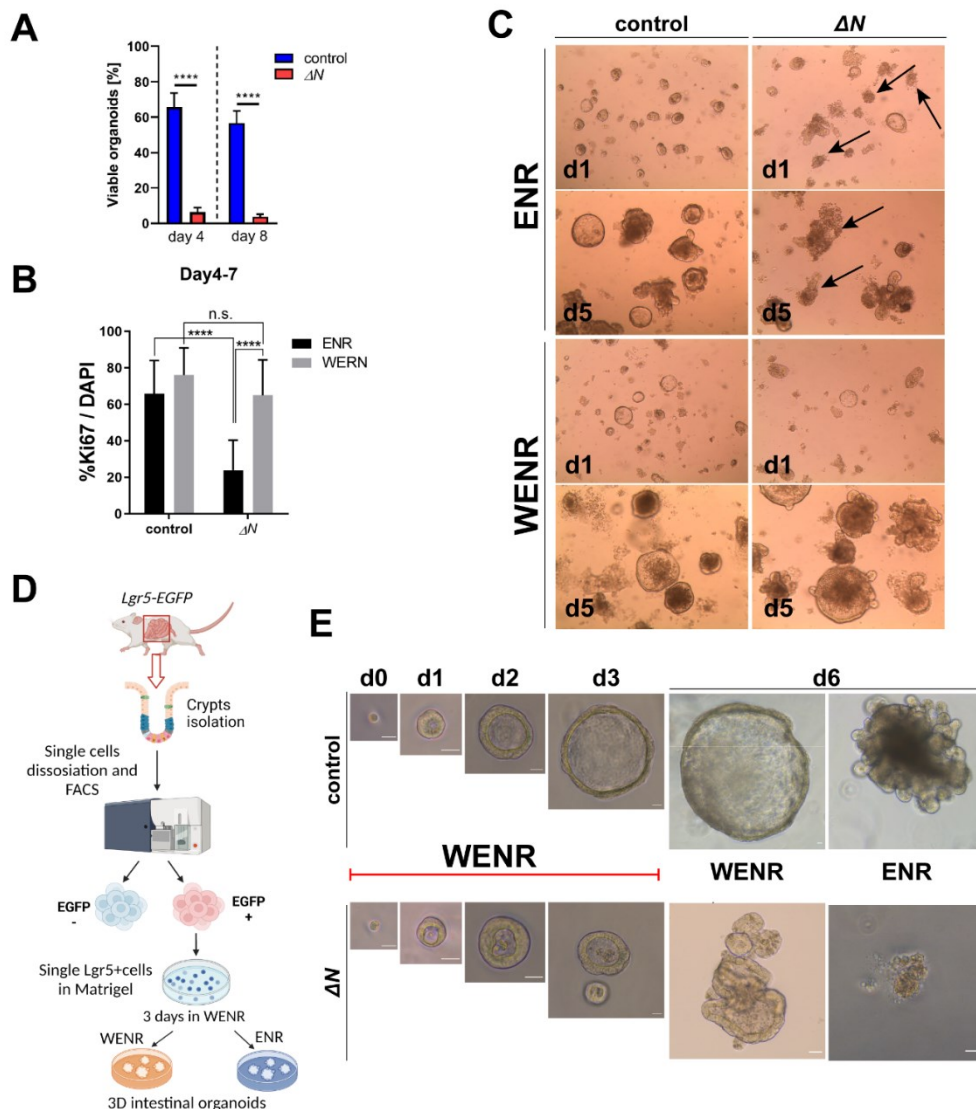 A
Viable organoids [%]
100
80
60
40
20
0
****
****
day 4
day 8
control
ΔN
B
Day4-7
%Ki67 / DAPI
100
80
60
40
20
0
n.s.
****
****
ENR
WERN
control
ΔN
C
control
ΔN
ENR
d1
d1
d5
d5
WENR
d1
d1
d5
d5
D
Lgr5-EGFP
Crypts
isolation
Single cells
dissosiation and
FACS
EGFP
-
EGFP
+
Single Lgr5+cells
in Matrigel
3 days in WENR
WENR
ENR
3D intestinal organoids
E
d0
d1
d2
d3
d6
control
WENR
WENR
ENR
ΔN